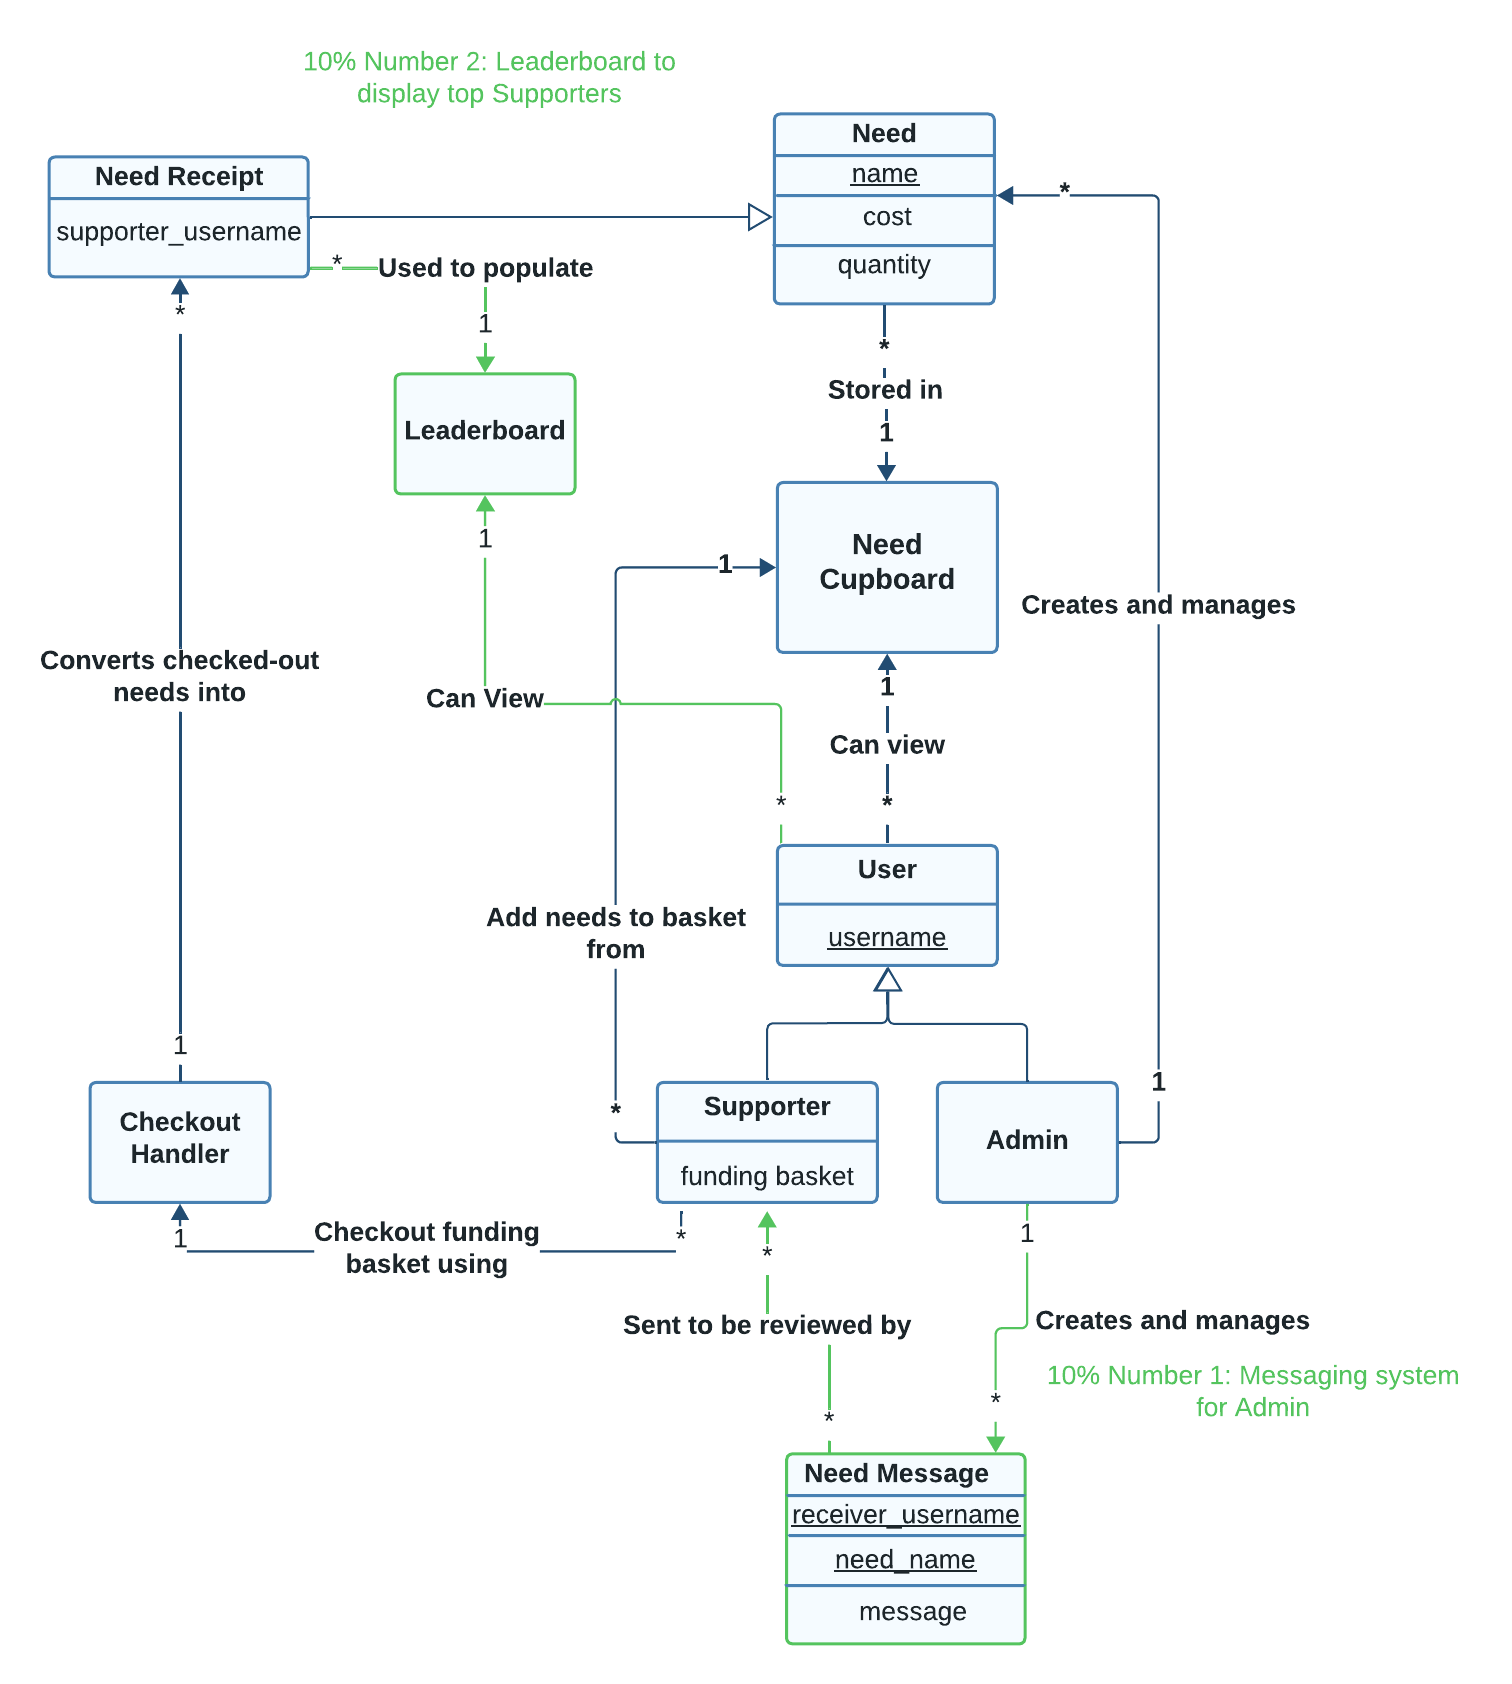 10% Number 2: Leaderboard to
display top Supporters
Need
name
cost
quantity
Need Receipt
supporter_username
*
*
Used to populate
1
*
*
Stored in
1
Leaderboard
1
Need
Cupboard
1
Creates and manages
Converts checked-out
needs into
Can View
1
Can view
*
*
User
username
Add needs to basket
from
1
Checkout
Handler
*
Supporter
funding basket
Admin
1
1
Checkout funding
basket using
*
*
1
Sent to be reviewed by
Creates and manages
10% Number 1: Messaging system
for Admin
*
*
Need Message
receiver_username
need_name
message